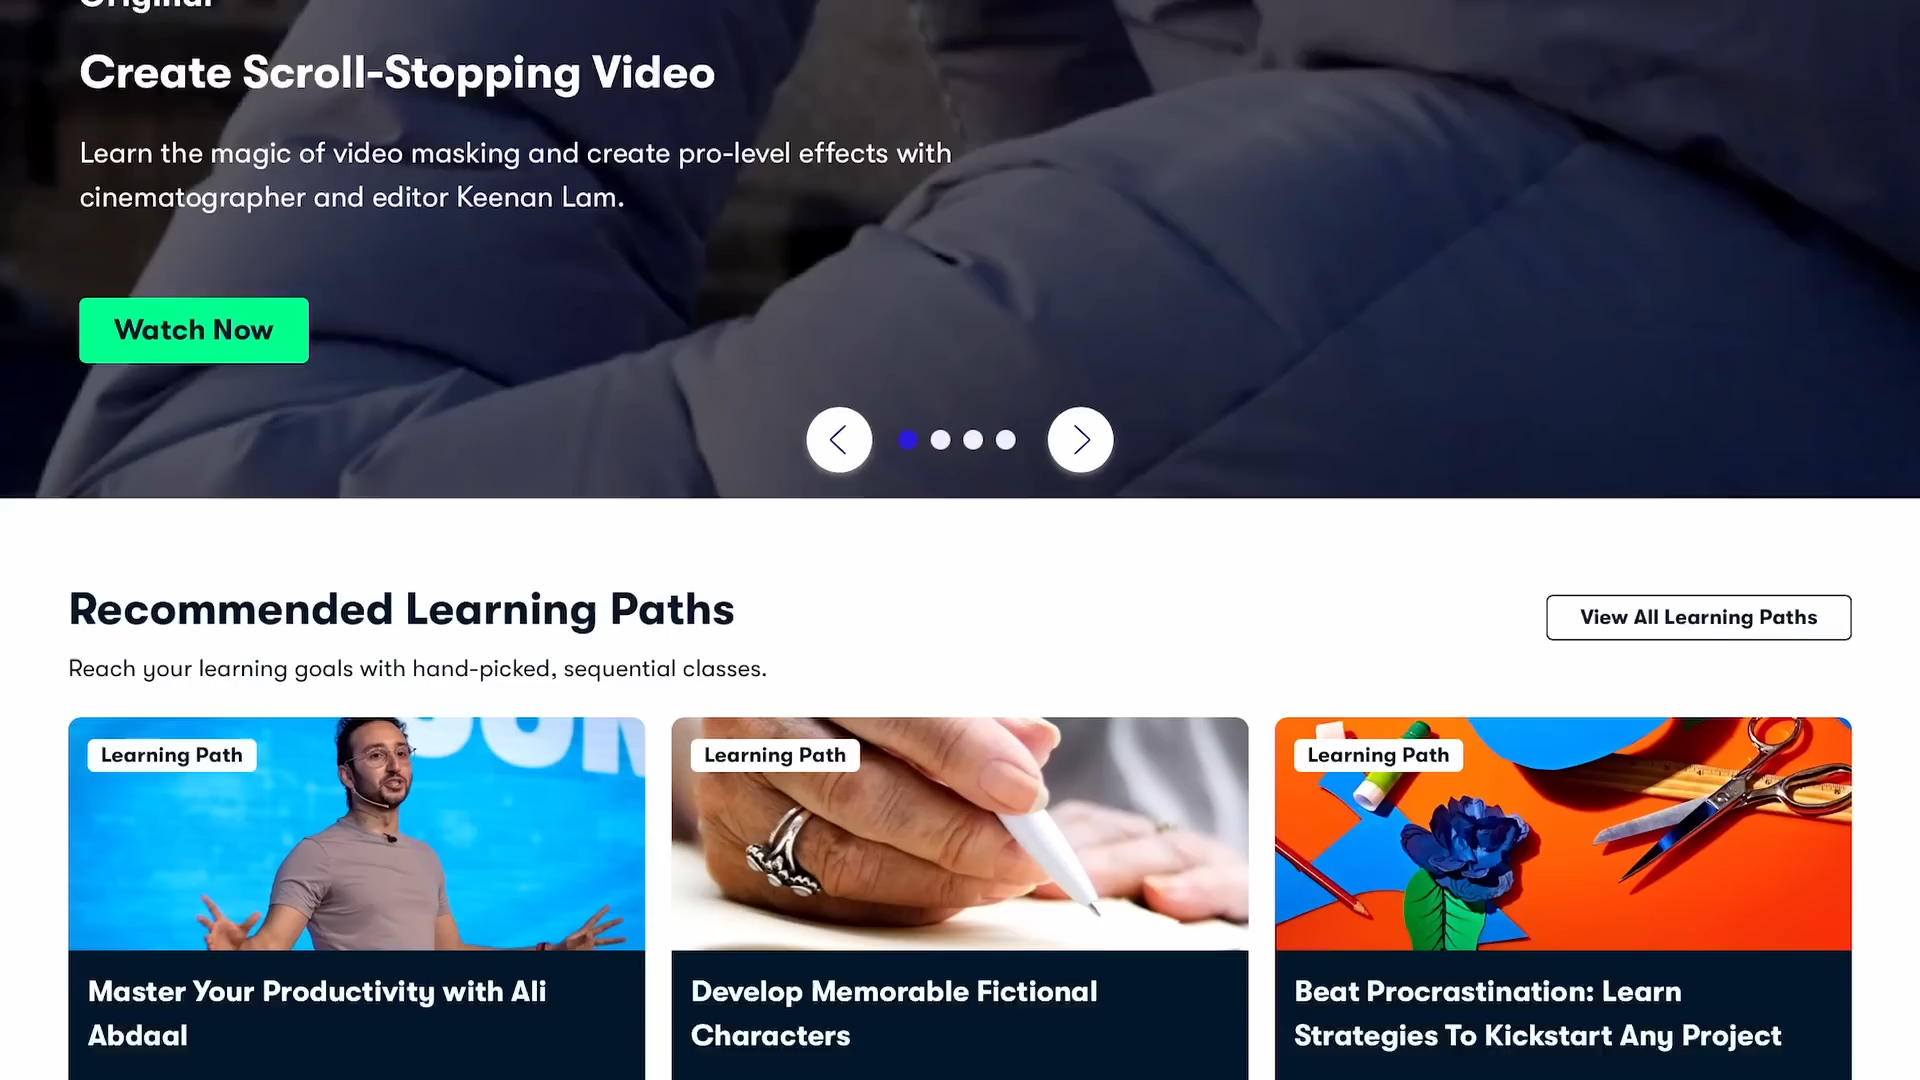 Original
Create Scroll-Stopping Video
Learn the magic of video masking and create pro-level effects with
cinematographer and editor Keenan Lam.
Watch Now
Recommended Learning Paths
View All Learning Paths
Reach your learning goals with hand-picked, sequential classes.
Learning Path
Learning Path
Learning Path
Master Your Productivity with Ali
Abdaal
Develop Memorable Fictional
Characters
Beat Procrastination: Learn
Strategies To Kickstart Any Project